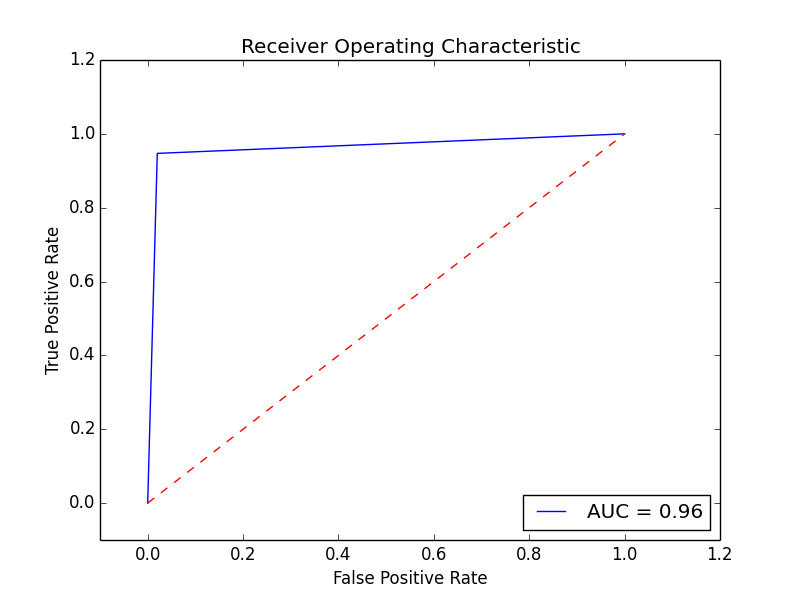 Receiver Operating Characteristic
1.2
1.0
0.8
0.6
0.4
0.2
0.0
True Positive Rate
AUC = 0.96
0.0 0.2 0.4 0.6 0.8 1.0 1.2
False Positive Rate